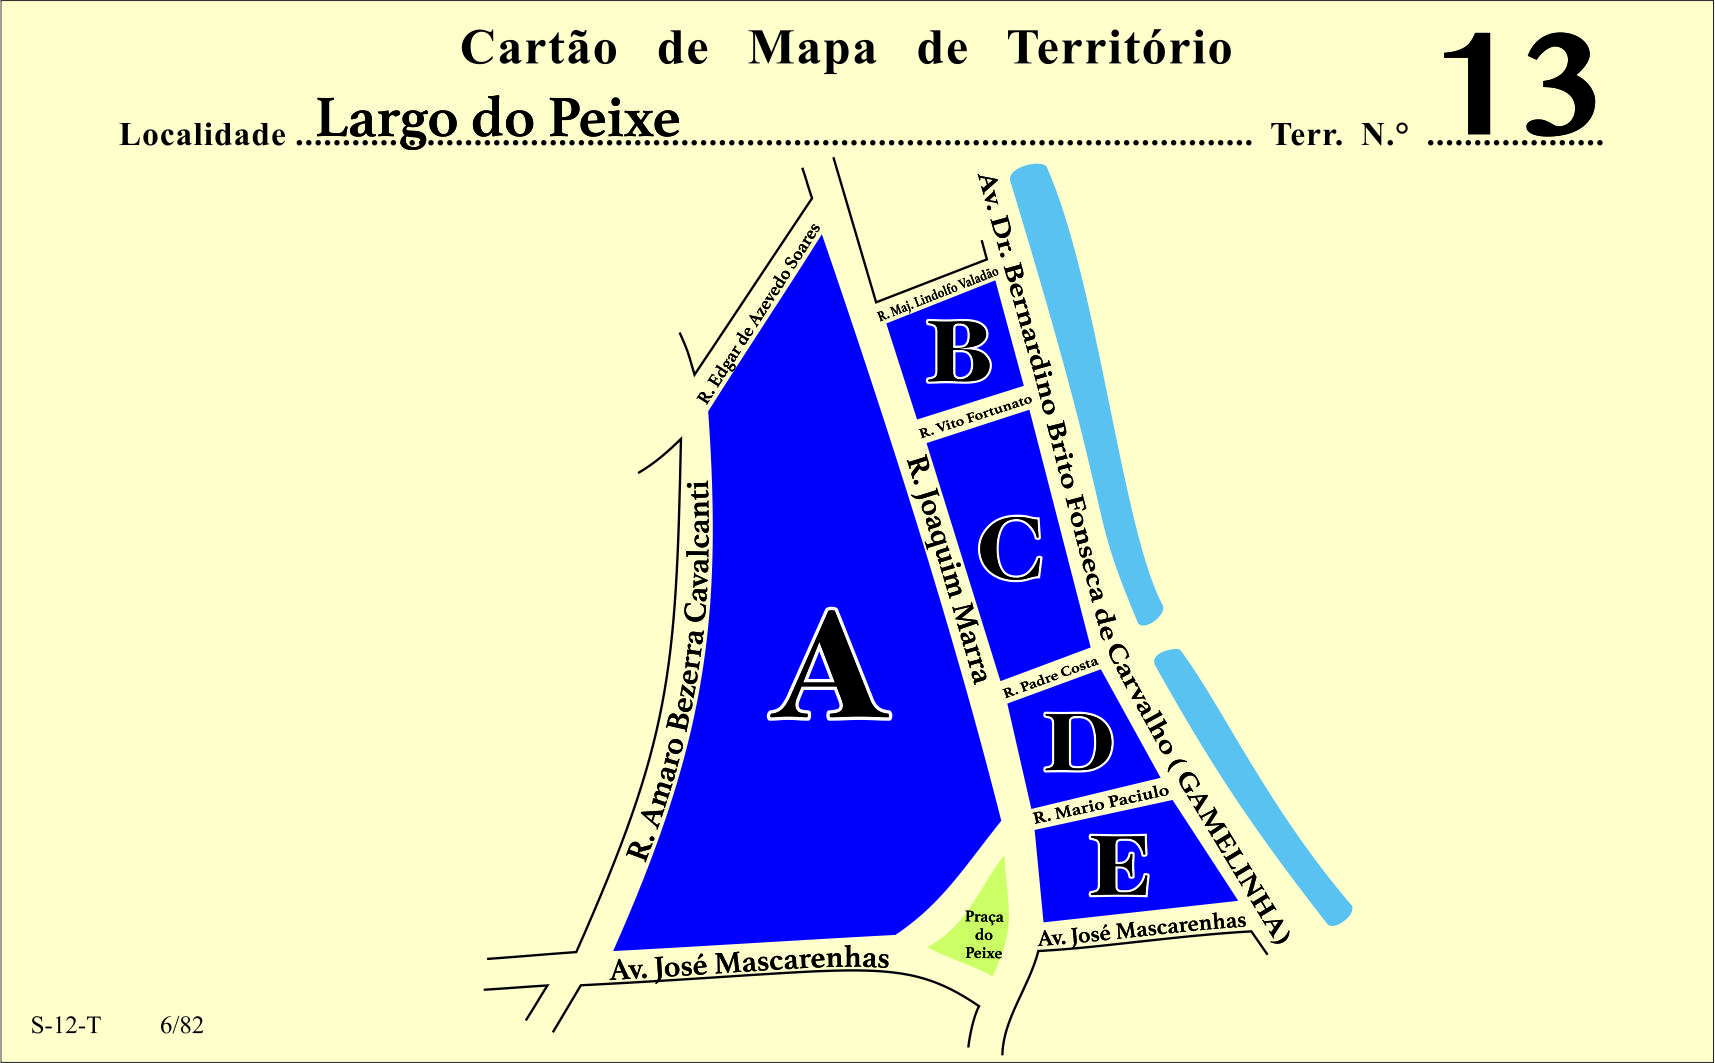 Cartão de Mapa de Território
13
Localidade Largo do Peixe Terr. N.°
Av. Dr. Bernardino Brito Fonseca de Carvalho (GAMELINHA)
R. Edgar de Azevedo Soares
R. Maj. Lindolfo Valadão
B
R. Vito Fortunato
R. Joaquim Marra
C
R. Amaro Bezerra Cavalcanti
A
R. Padre Costa
D
R. Mario Paciulo
E
Praça
do
Peixe
Av. José Mascarenhas
Av. José Mascarenhas
S-12-T 6/82